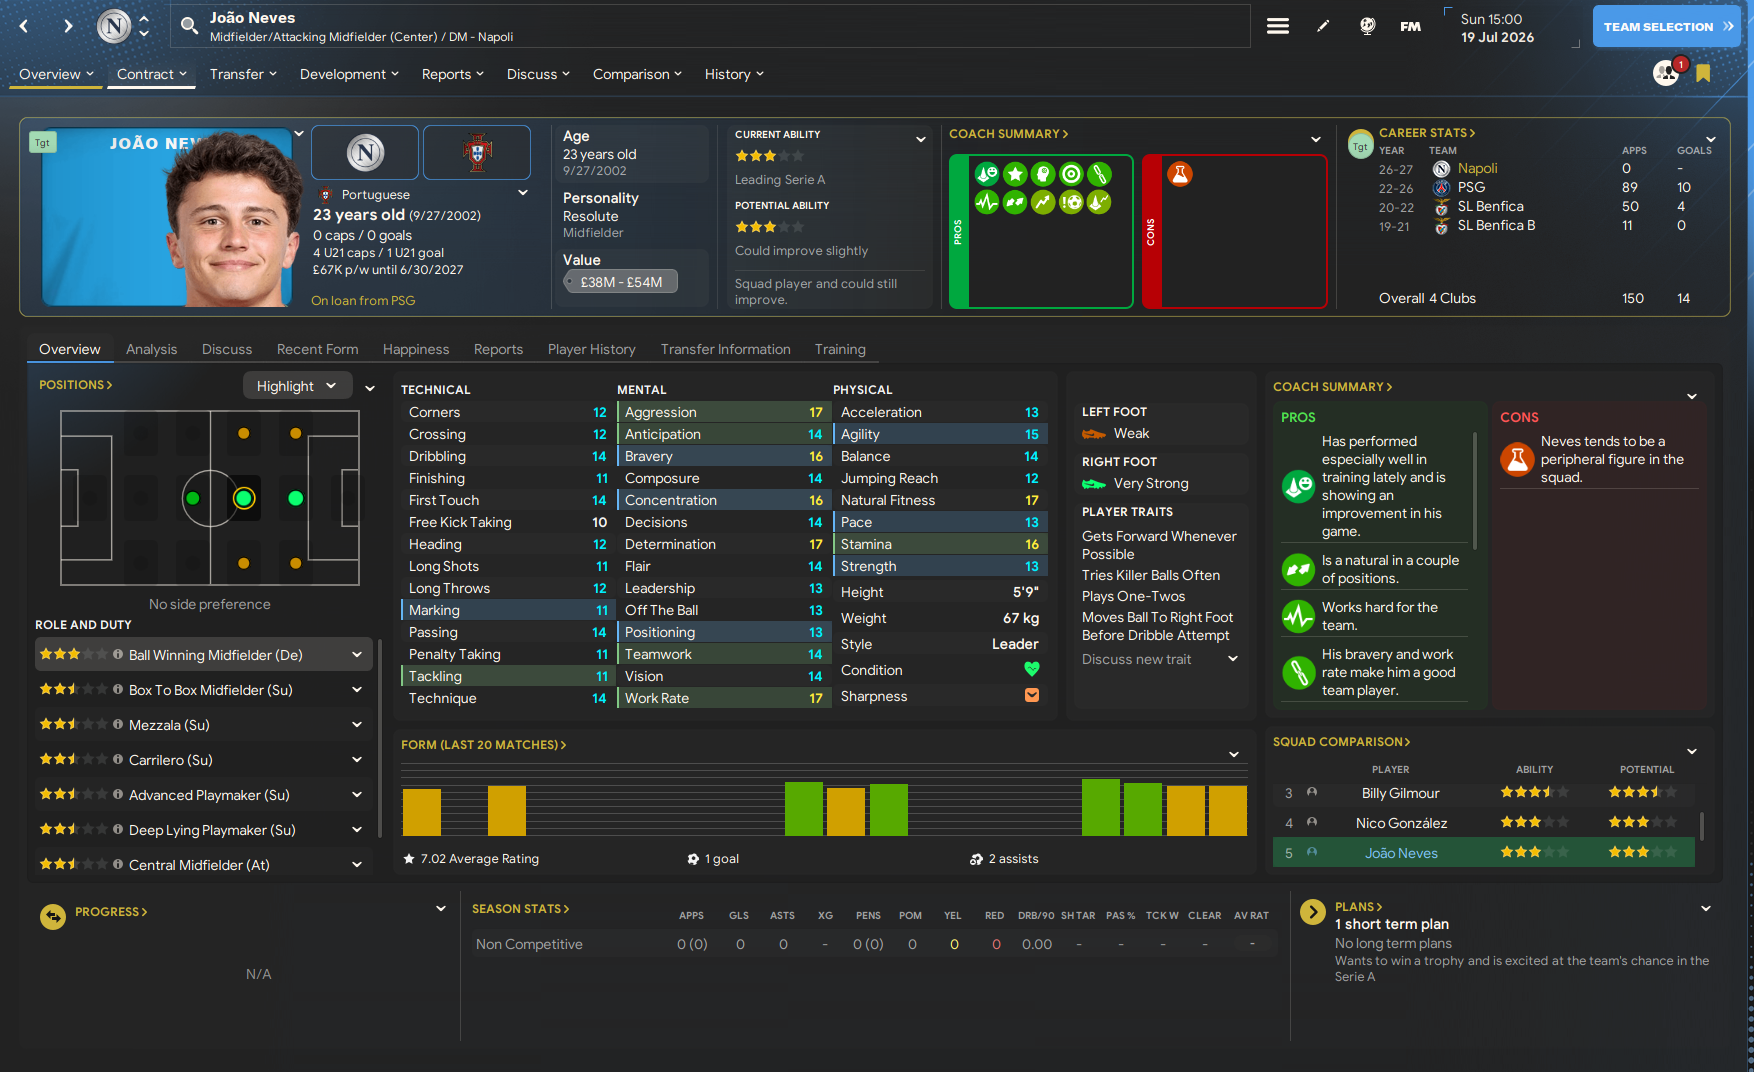 João Neves
Midfielder/Attacking Midfielder (Center) / DM - Napoli
FM
Sun 15:00
19 Jul 2026
TEAM SELECTION
Overview
Contract
Transfer
Development
Reports
Discuss
Comparison
History
1
Tgt
Portuguese
23 years old (9/27/2002)
0 caps / 0 goals
4 U21 caps / 1 U21 goal
£67K p/w until 6/30/2027
On loan from PSG
Age
23 years old
9/27/2002
Personality
Resolute
Midfielder
Value
£38M - £54M
CURRENT ABILITY
Leading Serie A
POTENTIAL ABILITY
Could improve slightly
Squad player and could still
improve.
COACH SUMMARY
PROS
CONS
Tgt
CAREER STATS
YEAR TEAM APPS GOALS
26-27 Napoli 0 -
22-26 PSG 89 10
20-22 SL Benfica 50 4
19-21 SL Benfica B 11 0
Overall 4 Clubs 150 14
Overview
Analysis
Discuss
Recent Form
Happiness
Reports
Player History
Transfer Information
Training
POSITIONS
Highlight
No side preference
ROLE AND DUTY
Ball Winning Midfielder (De)
Box To Box Midfielder (Su)
Mezzala (Su)
Carrilero (Su)
Advanced Playmaker (Su)
Deep Lying Playmaker (Su)
Central Midfielder (At)
TECHNICAL
Corners 12
Crossing 12
Dribbling 14
Finishing 11
First Touch 14
Free Kick Taking 10
Heading 12
Long Shots 11
Long Throws 12
Marking 11
Passing 14
Penalty Taking 11
Tackling 11
Technique 14
MENTAL
Aggression 17
Anticipation 14
Bravery 16
Composure 14
Concentration 16
Decisions 14
Determination 17
Flair 14
Leadership 13
Off The Ball 13
Positioning 13
Teamwork 14
Vision 14
Work Rate 17
PHYSICAL
Acceleration 13
Agility 15
Balance 14
Jumping Reach 12
Natural Fitness 17
Pace 13
Stamina 16
Strength 13
Height 5'9"
Weight 67 kg
Style Leader
Condition
Sharpness
LEFT FOOT
Weak
RIGHT FOOT
Very Strong
PLAYER TRAITS
Gets Forward Whenever
Possible
Tries Killer Balls Often
Plays One-Twos
Moves Ball To Right Foot
Before Dribble Attempt
Discuss new trait
COACH SUMMARY
PROS
Has performed
especially well in
training lately and is
showing an
improvement in his
game.
Is a natural in a couple
of positions.
Works hard for the
team.
His bravery and work
rate make him a good
team player.
CONS
Neves tends to be a
peripheral figure in the
squad.
FORM (LAST 20 MATCHES)
7.02 Average Rating
1 goal
2 assists
SQUAD COMPARISON
PLAYER ABILITY POTENTIAL
3 Billy Gilmour
4 Nico González
5 João Neves
PROGRESS
N/A
SEASON STATS
APPS GLS ASTS XG PENS POM YEL RED DRB/90 SH TAR PAS % TCK W CLEAR AV RAT
Non Competitive 0 (0) 0 0 - 0 (0) 0 0 0 0.00 - - - - -
PLANS
1 short term plan
No long term plans
Wants to win a trophy and is excited at the team's chance in the
Serie A